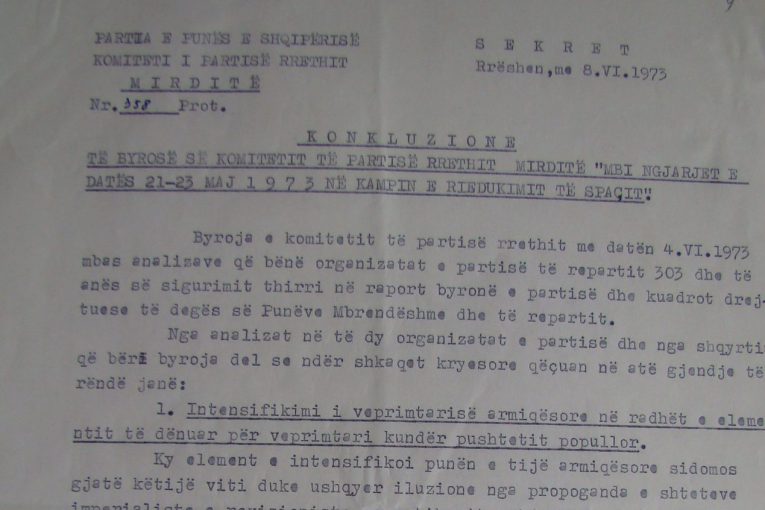 9
PARTIA E PUNËS E SHQIPËRISË
KOMITETI I PARTISË RRETHIT
M I R D I T Ë
Nr. 358 Prot.
S E K R E T
Rrëshen,me 8.VI.1973
K O N K L U Z I O N E
TË BYROSË SË KOMITETIT TË PARTISË RRETHIT MIRDITË "MBI NGJARJET E
DATËS 21-23 MAJ 1 9 7 3 NË KAMPIN E RIEDUKIMIT TË SPAÇIT"
Byroja e komitetit të partisë rrethit me datën 4.VI.1973
mbas analizave që bënë organizatat e partisë të repartit 303 dhe të
anës së sigurimit thirri në raport byronë e partisë dhe kuadrot drej-
tuese të degës së Punëve Mbrendëshme dhe të repartit.
Nga analizat në të dy organizatat e partisë dhe nga shqyrti
që bëri byroja del se ndër shkaqet kryesore qëçuan në atë gjendje të
rëndë janë:
1. Intensifikimi i veprimtarisë armiqësore në radhët e eleme
ntit të dënuar për veprimtari kundër pushtetit popullor.
Ky element e intensifikoi punën e tijë armiqësore sidomos
gjatë këtijë viti duke ushqyer iluzione nga propoganda e shteteve
imperialiste e